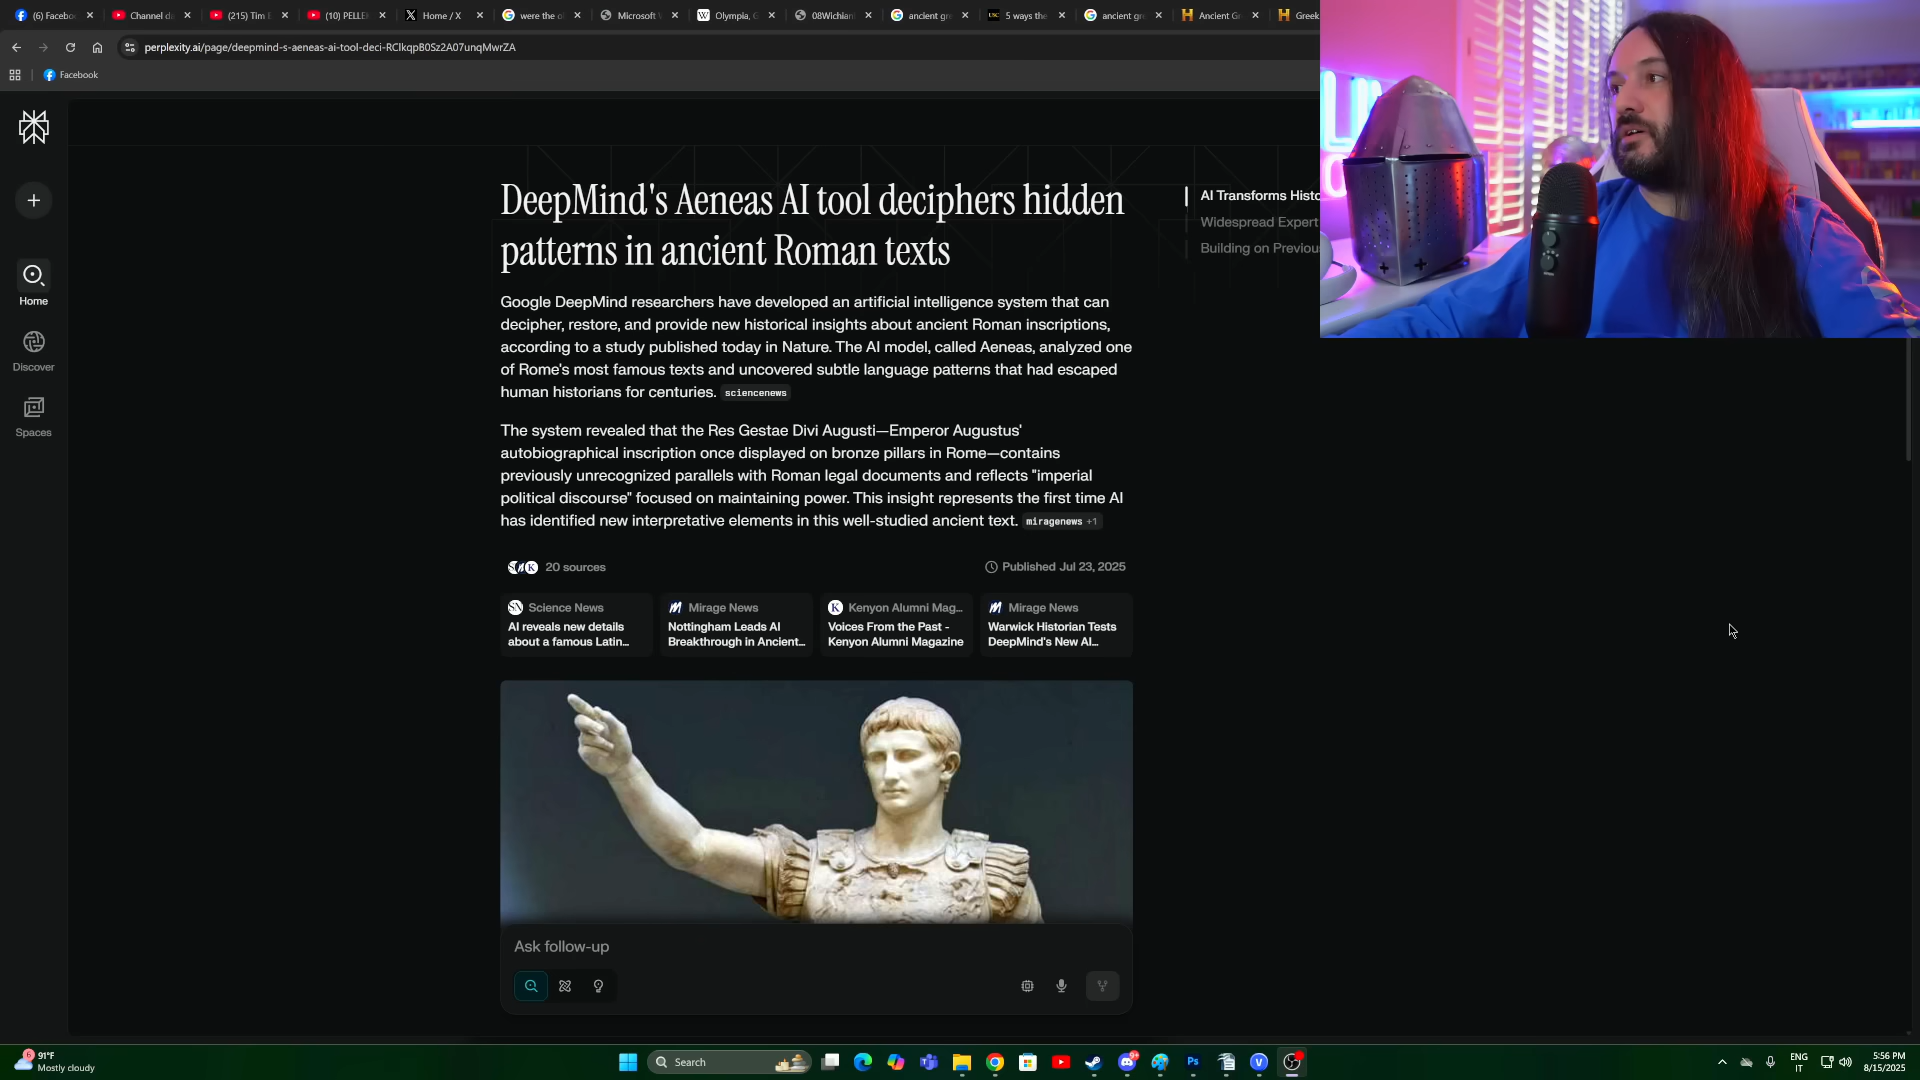 (6) Facebo
Channel da
(215) Tim B
(10) PELLE
Home / X
were the o
Microsoft
Olympia, G
08Wichian
ancient gre
5 ways the
ancient gre
Ancient Gr
Greek
perplexity.ai/page/deepmind-s-aeneas-ai-tool-deci-RClkqpB0Sz2A07unqMwrZA
Facebook
Home
Discover
Spaces
DeepMind's Aeneas AI tool deciphers hidden
patterns in ancient Roman texts
AI Transforms Histo
Widespread Expert
Building on Previou
Google DeepMind researchers have developed an artificial intelligence system that can
decipher, restore, and provide new historical insights about ancient Roman inscriptions,
according to a study published today in Nature. The AI model, called Aeneas, analyzed one
of Rome's most famous texts and uncovered subtle language patterns that had escaped
human historians for centuries. sciencenews
The system revealed that the Res Gestae Divi Augusti—Emperor Augustus'
autobiographical inscription once displayed on bronze pillars in Rome—contains
previously unrecognized parallels with Roman legal documents and reflects "imperial
political discourse" focused on maintaining power. This insight represents the first time AI
has identified new interpretative elements in this well-studied ancient text. miragenews +1
20 sources
Published Jul 23, 2025
Science News
AI reveals new details
about a famous Latin...
Mirage News
Nottingham Leads AI
Breakthrough in Ancient...
Kenyon Alumni Mag...
Voices From the Past -
Kenyon Alumni Magazine
Mirage News
Warwick Historian Tests
DeepMind's New AI...
Ask follow-up
91°F
Mostly cloudy
Search
ENG
IT
5:56 PM
8/15/2025